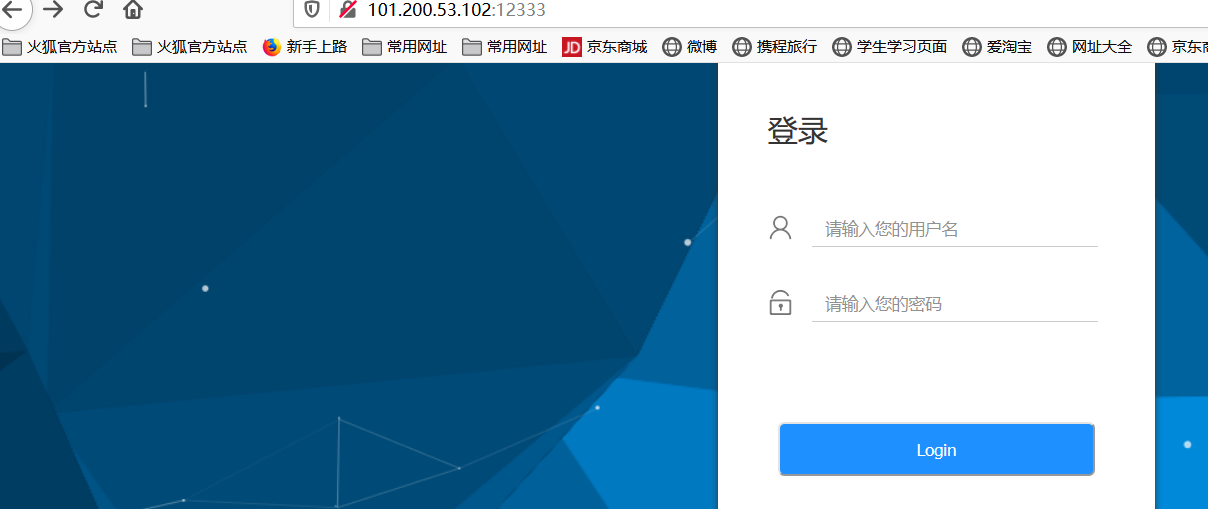 101.200.53.102:12333
火狐官方站点 火狐官方站点 新手上路 常用网址 常用网址 JD 京东商城 微博 携程旅行 学生学习页面 爱淘宝 网址大全 京东商
登录
请输入您的用户名
请输入您的密码
Login